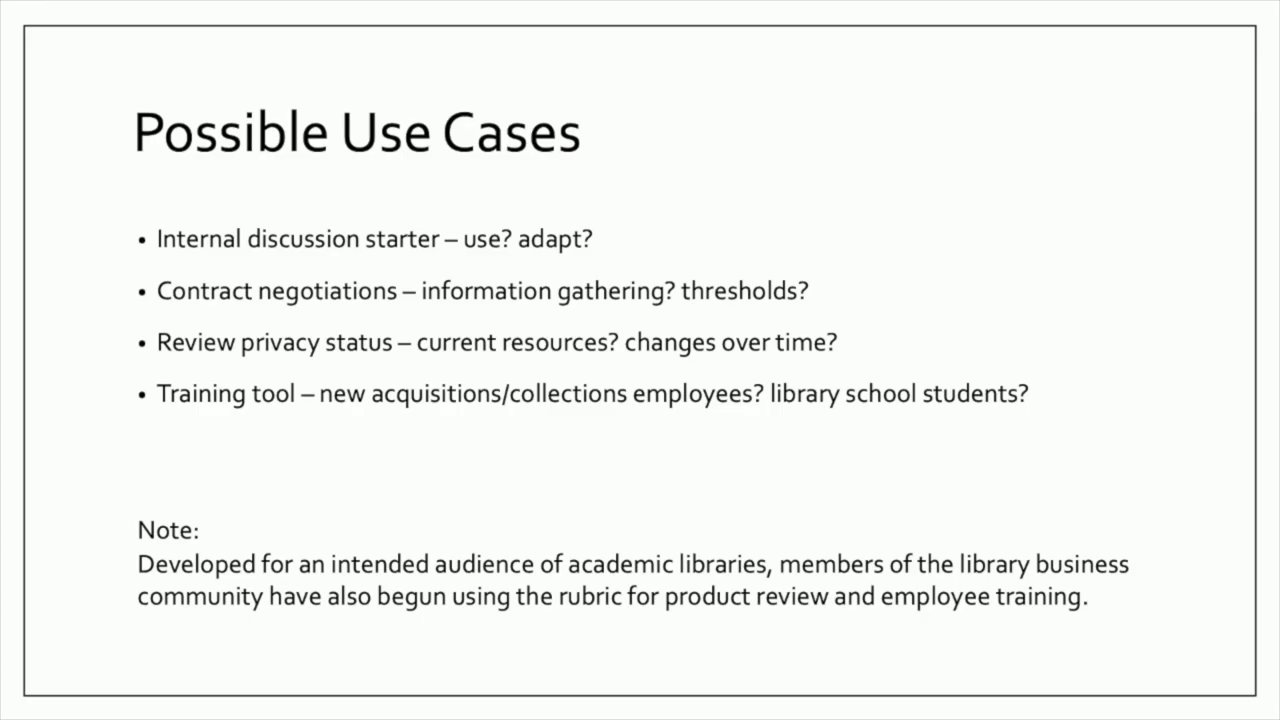 Possible Use Cases
• Internal discussion starter – use? adapt?
• Contract negotiations – information gathering? thresholds?
• Review privacy status – current resources? changes over time?
• Training tool – new acquisitions/collections employees? library school students?
Note:
Developed for an intended audience of academic libraries, members of the library business
community have also begun using the rubric for product review and employee training.